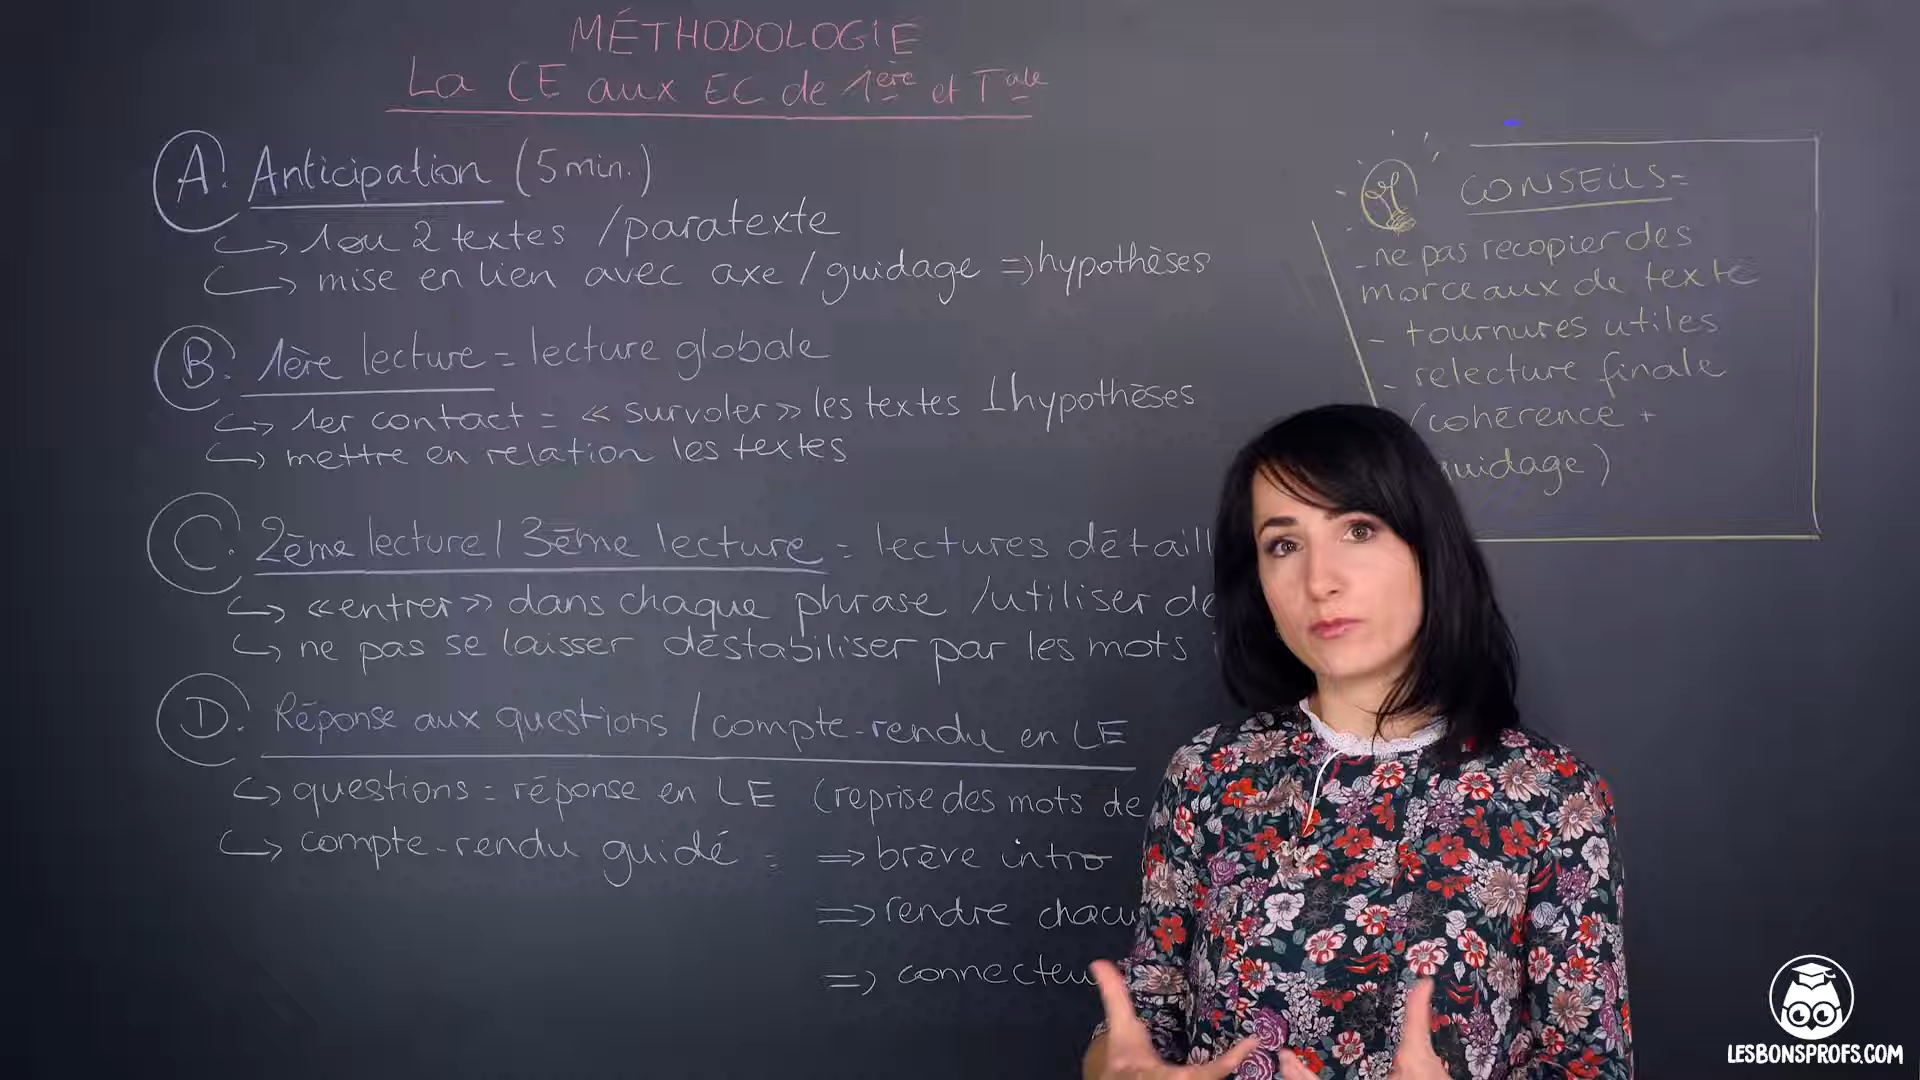 MÉTHODOLOGIE
La CE aux EC de 1ère et Tale
A. Anticipation (5 min.)
↳ 1 ou 2 textes / paratexte
↳ mise en lien avec axe / guidage => hypothèses
B. 1ère lecture = lecture globale
↳ 1er contact = « survoler » les textes ⊥ hypothèses
↳ mettre en relation les textes
C. 2ème lecture / 3ème lecture = lectures détaill
↳ « entrer » dans chaque phrase / utiliser de
↳ ne pas se laisser déstabiliser par les mots
D. Réponse aux questions / compte-rendu en LE
↳ questions = réponse en LE (reprise des mots de
↳ compte-rendu guidé = => brève intro
=> rendre chacu
=> connecteu
CONSEILS =
- ne pas recopier des
morceaux de texte
- tournures utiles
- relecture finale
(cohérence +
uidage)
LESBONSPROFS.COM